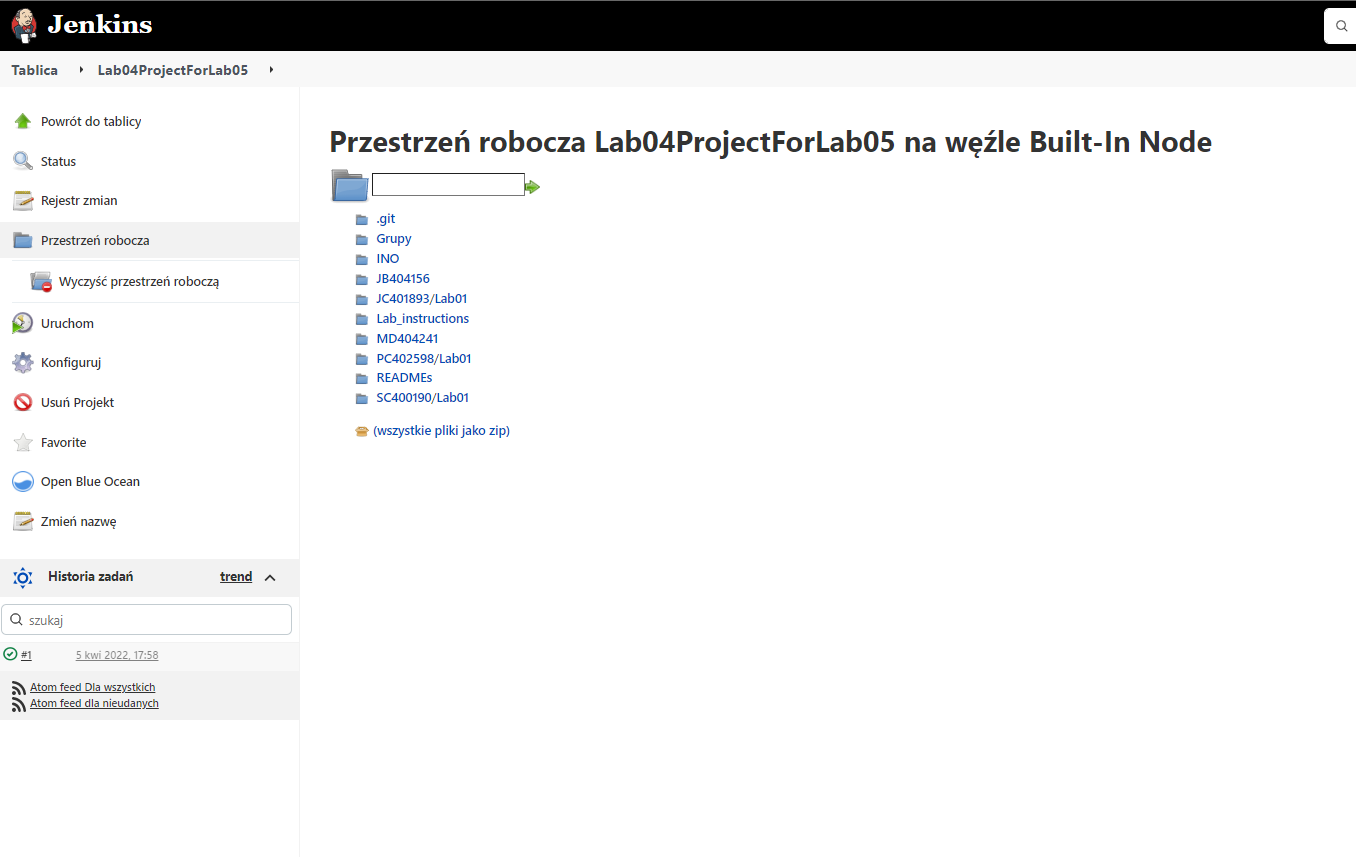 Jenkins
Tablica Lab04ProjectForLab05
Powrót do tablicy
Status
Rejestr zmian
Przestrzeń robocza
Wyczyść przestrzeń roboczą
Uruchom
Konfiguruj
Usuń Projekt
Favorite
Open Blue Ocean
Zmień nazwę
Historia zadań trend
szukaj
#1 5 kwi 2022, 17:58
Atom feed Dla wszystkich
Atom feed dla nieudanych
Przestrzeń robocza Lab04ProjectForLab05 na węźle Built-In Node
.git
Grupy
INO
JB404156
JC401893/Lab01
Lab_instructions
MD404241
PC402598/Lab01
READMEs
SC400190/Lab01
(wszystkie pliki jako zip)